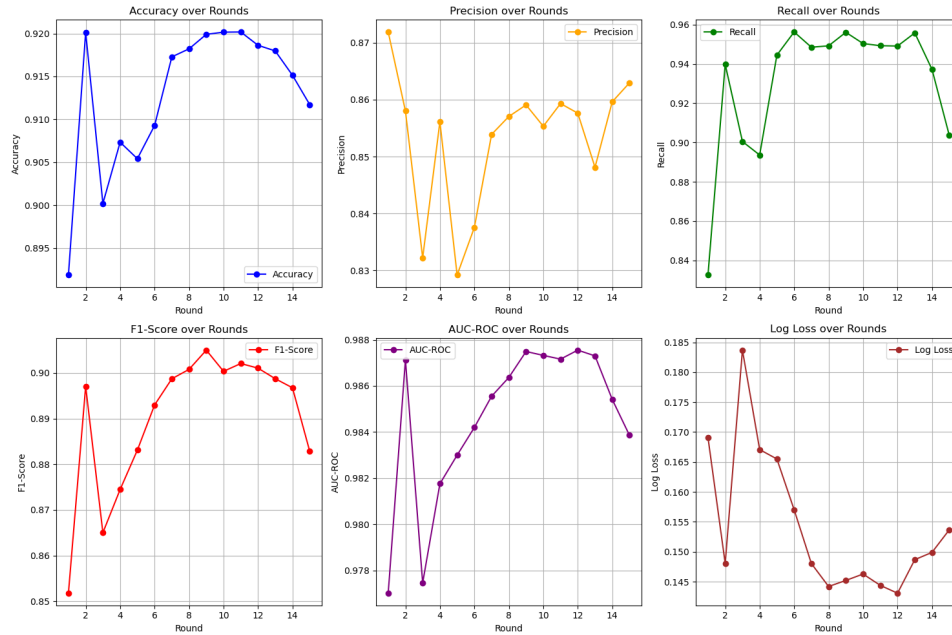 Accuracy over Rounds
0.920
0.915
0.910
0.905
0.900
0.895
Accuracy
Accuracy
2 4 6 8 10 12 14
Round
Precision over Rounds
0.87
0.86
0.85
0.84
0.83
Precision
Precision
2 4 6 8 10 12 14
Round
Recall over Rounds
0.96
0.94
0.92
0.90
0.88
0.86
0.84
Recall
Recall
2 4 6 8 10 12 14
Round
F1-Score over Rounds
0.90
0.89
0.88
0.87
0.86
0.85
F1-Score
F1-Score
2 4 6 8 10 12 14
Round
AUC-ROC over Rounds
0.988
0.986
0.984
0.982
0.980
0.978
AUC-ROC
AUC-ROC
2 4 6 8 10 12 14
Round
Log Loss over Rounds
0.185
0.180
0.175
0.170
0.165
0.160
0.155
0.150
0.145
Log Loss
Log Loss
2 4 6 8 10 12 14
Round